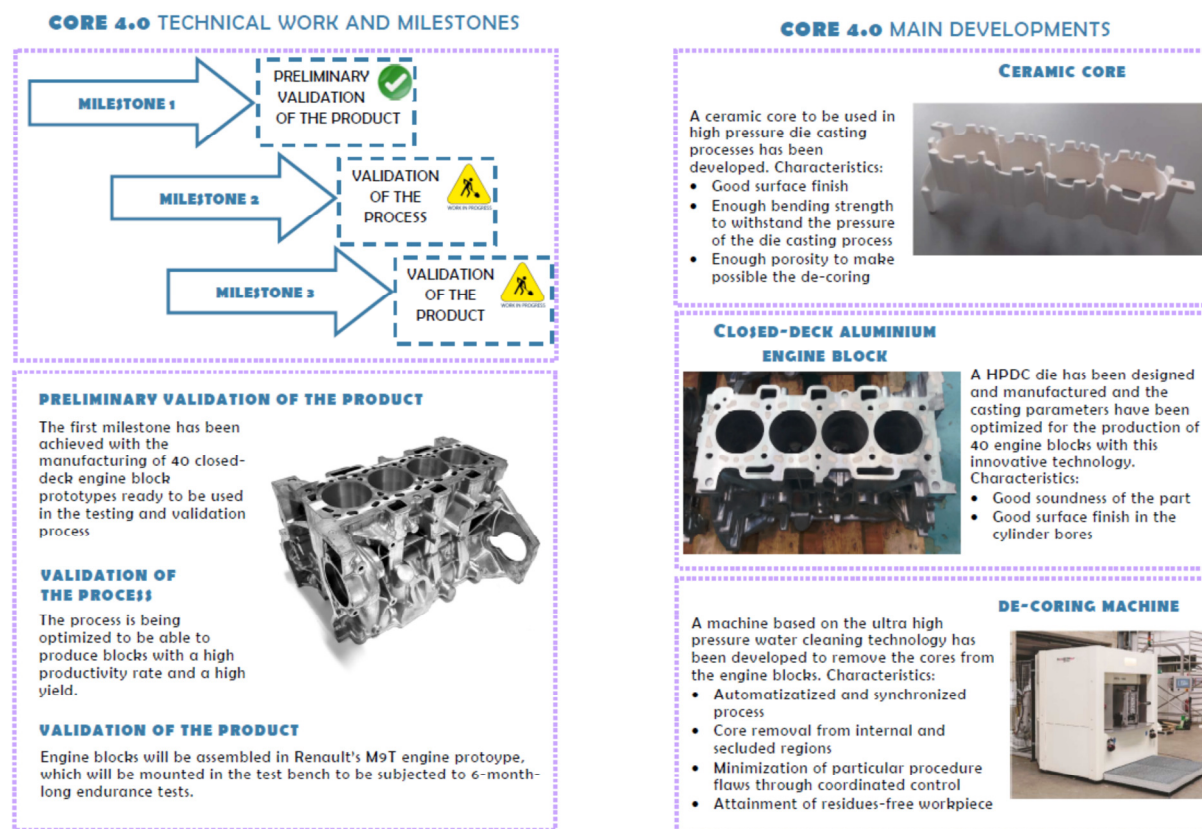 CORE 4.0 TECHNICAL WORK AND MILESTONES
MILESTONE 1
PRELIMINARY
VALIDATION
OF THE PRODUCT
MILESTONE 2
VALIDATION
OF THE
PROCESS
WORK IN PROGRESS
MILESTONE 3
VALIDATION
OF THE
PRODUCT
WORK IN PROGRESS
PRELIMINARY VALIDATION OF THE PRODUCT
The first milestone has been
achieved with the
manufacturing of 40 closed-
deck engine block
prototypes ready to be used
in the testing and validation
process
VALIDATION OF
THE PROCESS
The process is being
optimized to be able to
produce blocks with a high
productivity rate and a high
yield.
VALIDATION OF THE PRODUCT
Engine blocks will be assembled in Renault's M9T engine protoype,
which will be mounted in the test bench to be subjected to 6-month-
long endurance tests.
CORE 4.0 MAIN DEVELOPMENTS
CERAMIC CORE
A ceramic core to be used in
high pressure die casting
processes has been
developed. Characteristics:
• Good surface finish
• Enough bending strength
to withstand the pressure
of the die casting process
• Enough porosity to make
possible the de-coring
CLOSED-DECK ALUMINIUM
ENGINE BLOCK
A HPDC die has been designed
and manufactured and the
casting parameters have been
optimized for the production of
40 engine blocks with this
innovative technology.
Characteristics:
• Good soundness of the part
• Good surface finish in the
cylinder bores
DE-CORING MACHINE
A machine based on the ultra high
pressure water cleaning technology has
been developed to remove the cores from
the engine blocks. Characteristics:
• Automatizatized and synchronized
process
• Core removal from internal and
secluded regions
• Minimization of particular procedure
flaws through coordinated control
• Attainment of residues-free workpiece